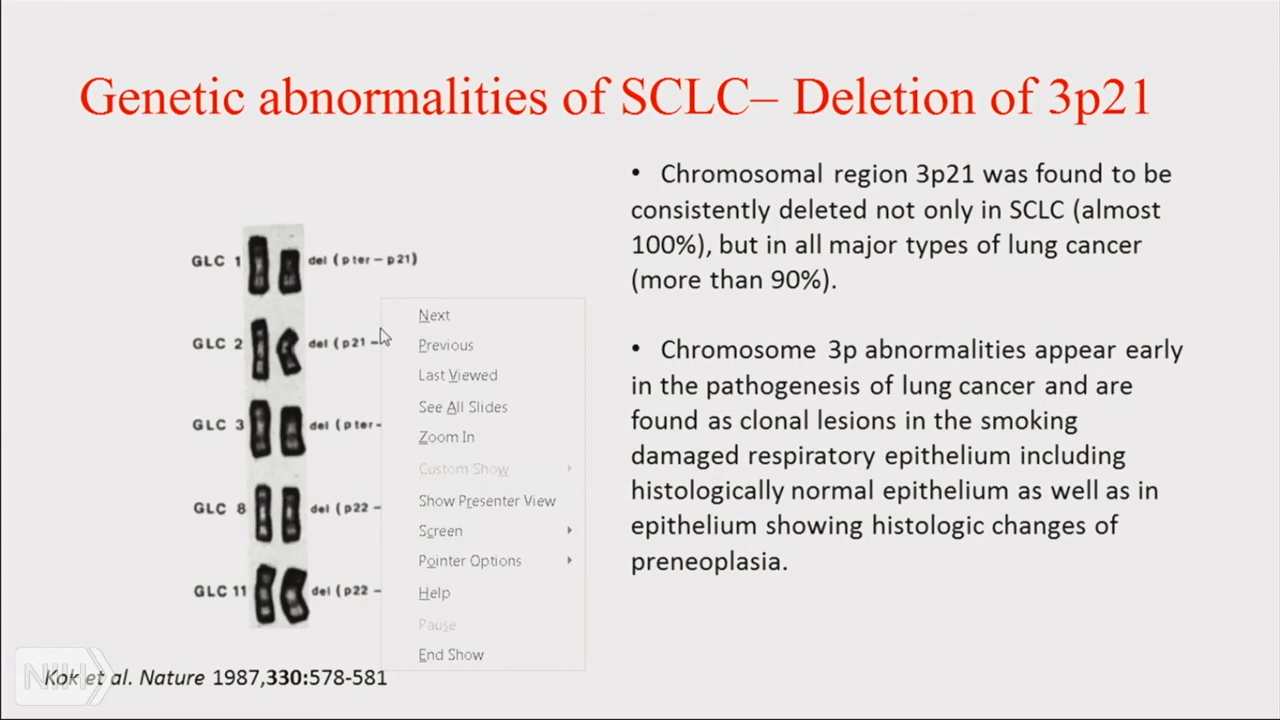 Genetic abnormalities of SCLC– Deletion of 3p21
GLC 1 del (pter–p21)
GLC 2 del (p21 –
GLC 3 del (pter-
GLC 8 del (p22 –
GLC 11 del (p22 –
Next
Previous
Last Viewed
See All Slides
Zoom In
Custom Show
Show Presenter View
Screen
Pointer Options
Help
Pause
End Show
• Chromosomal region 3p21 was found to be
consistently deleted not only in SCLC (almost
100%), but in all major types of lung cancer
(more than 90%).
• Chromosome 3p abnormalities appear early
in the pathogenesis of lung cancer and are
found as clonal lesions in the smoking
damaged respiratory epithelium including
histologically normal epithelium as well as in
epithelium showing histologic changes of
preneoplasia.
Kok et al. Nature 1987,330:578-581
NIH